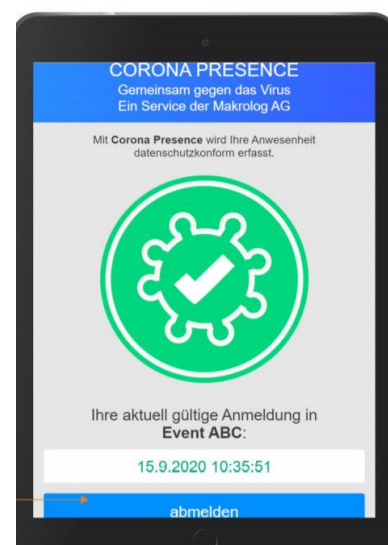 CORONA PRESENCE
Gemeinsam gegen das Virus
Ein Service der Makrolog AG
Mit Corona Presence wird Ihre Anwesenheit
datenschutzkonform erfasst.
Ihre aktuell gültige Anmeldung in
Event ABC:
15.9.2020 10:35:51
abmelden